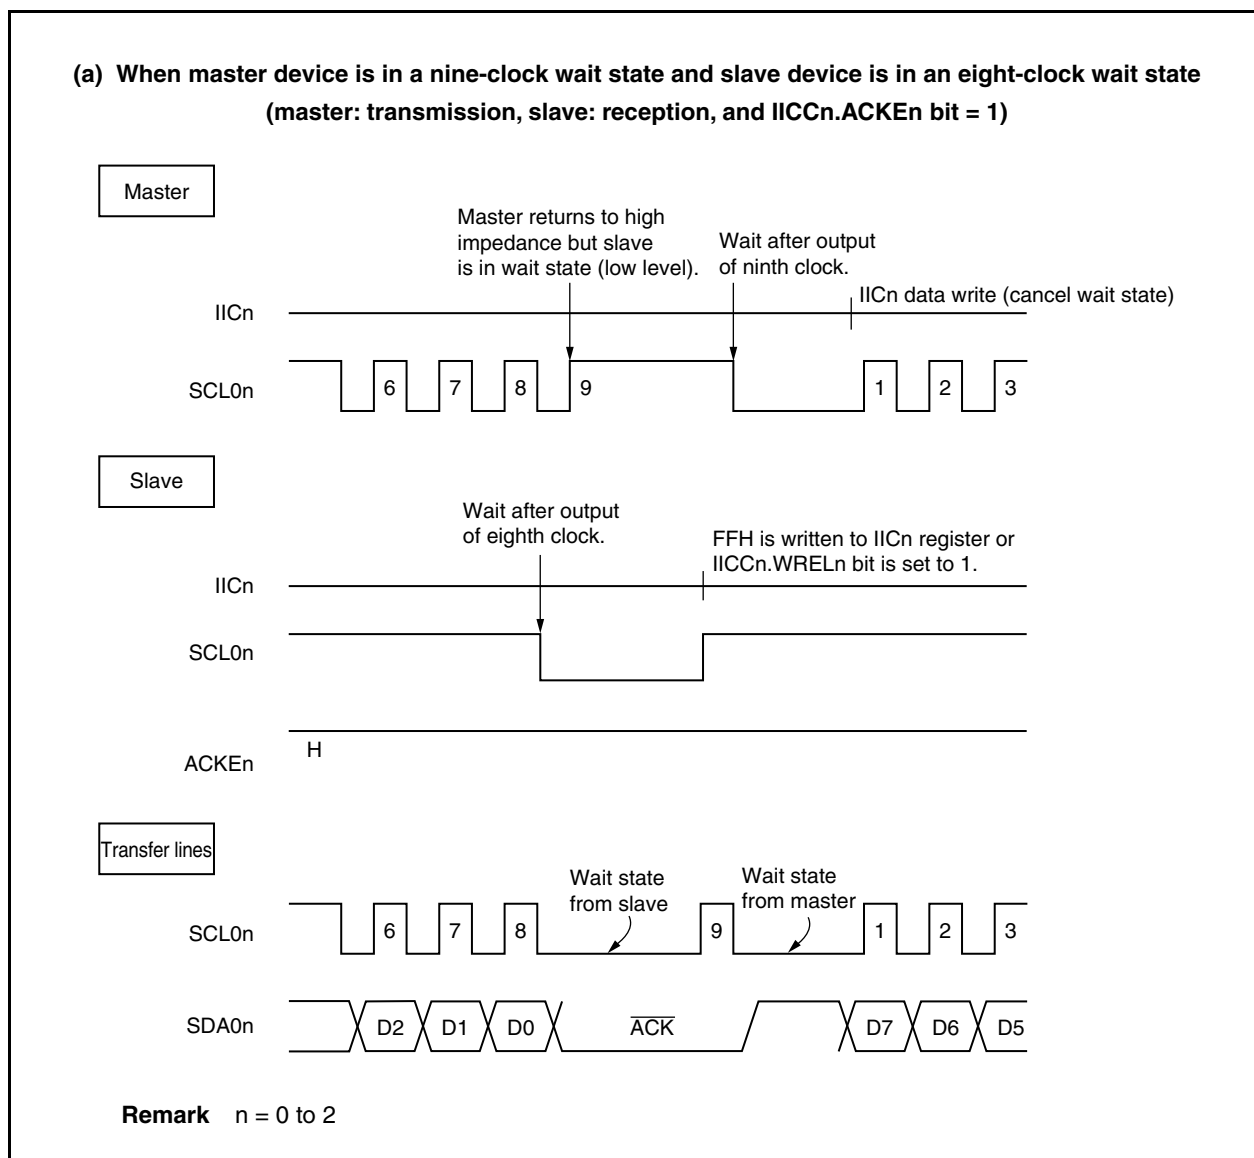 (a) When master device is in a nine-clock wait state and slave device is in an eight-clock wait state
(master: transmission, slave: reception, and IICCn.ACKEn bit = 1)
Master
Master returns to high
impedance but slave
is in wait state (low level).
Wait after output
of ninth clock.
IICn data write (cancel wait state)
IICn
SCL0n
6 7 8 9 1 2 3
Slave
Wait after output
of eighth clock.
FFH is written to IICn register or
IICCn.WRELn bit is set to 1.
IICn
SCL0n
H
ACKEn
Transfer lines
Wait state
from slave
Wait state
from master
SCL0n
6 7 8 9 1 2 3
SDA0n
D2 D1 D0 ACK D7 D6 D5
Remark n = 0 to 2